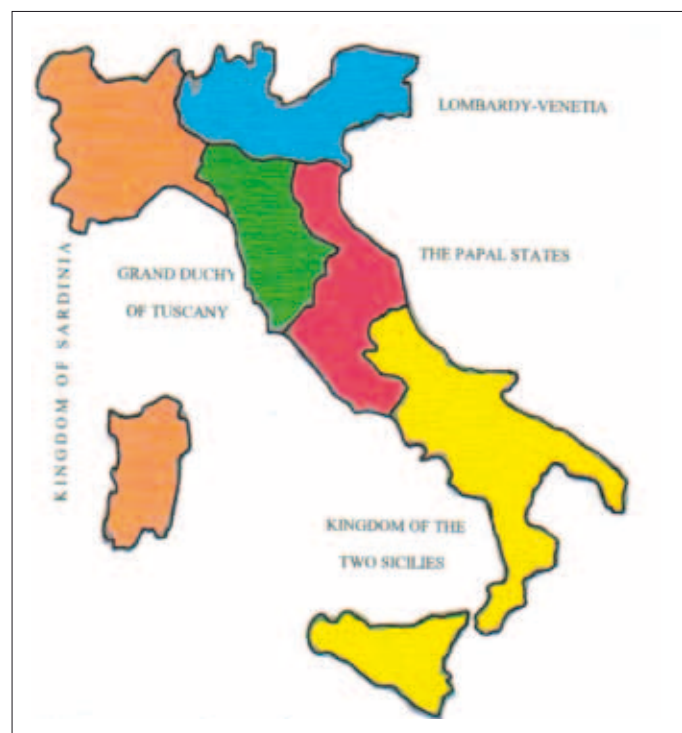 LOMBARDY-VENETIA
THE PAPAL STATES
GRAND DUCHY
OF TUSCANY
KINGDOM OF SARDINIA
KINGDOM OF THE
TWO SICILIES